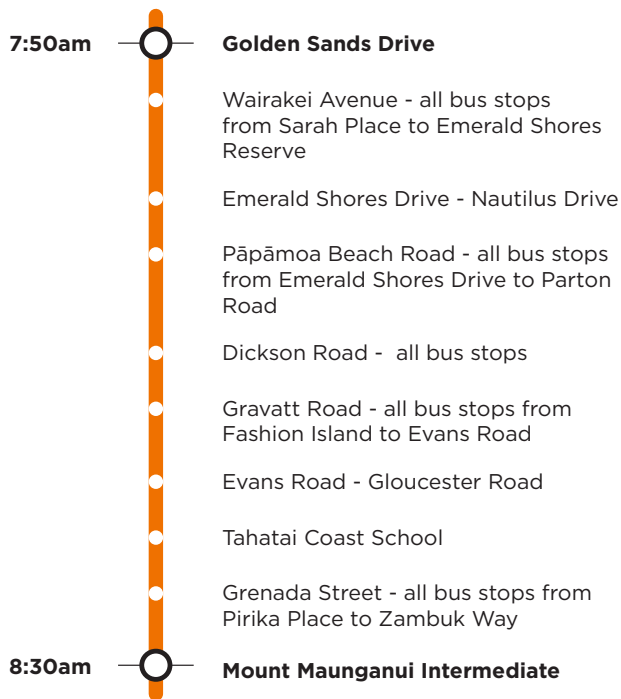 7:50am Golden Sands Drive
Wairakei Avenue - all bus stops
from Sarah Place to Emerald Shores
Reserve
Emerald Shores Drive - Nautilus Drive
Pāpāmoa Beach Road - all bus stops
from Emerald Shores Drive to Parton
Road
Dickson Road -  all bus stops
Gravatt Road - all bus stops from
Fashion Island to Evans Road
Evans Road - Gloucester Road
Tahatai Coast School
Grenada Street - all bus stops from
Pirika Place to Zambuk Way
8:30am Mount Maunganui Intermediate